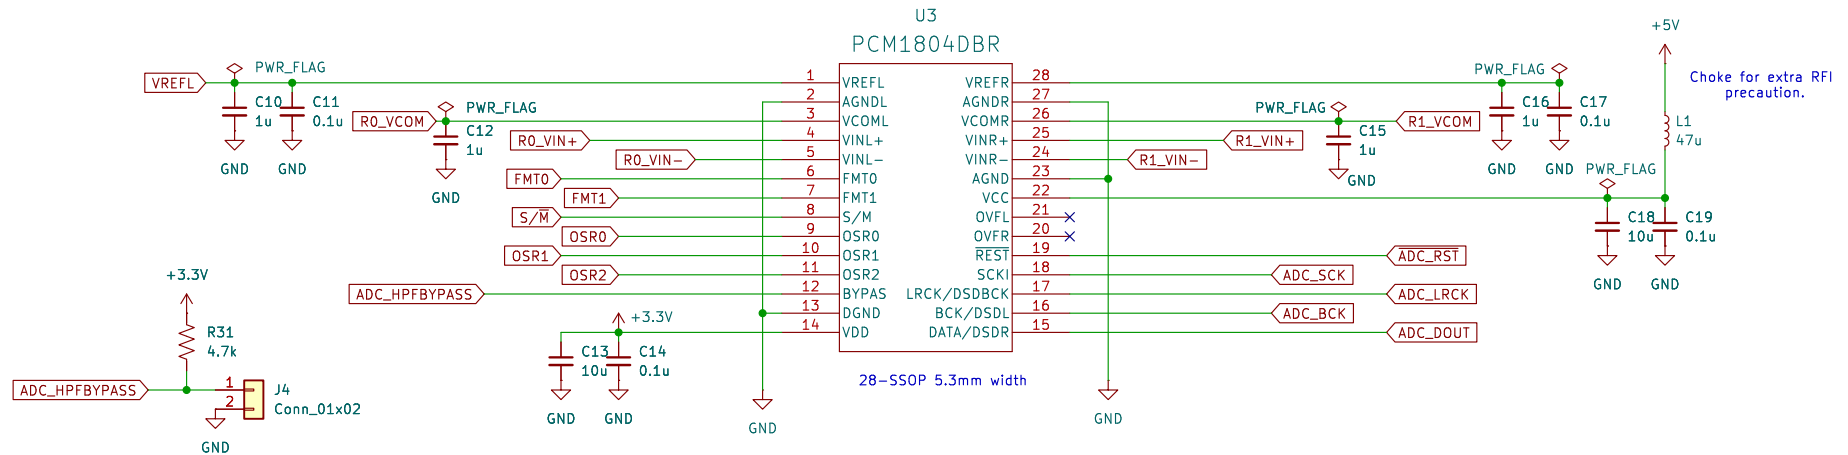 U3
PCM1804DBR
+5V
Choke for extra RFI
precaution.
VREFL
PWR_FLAG
C10
1u
GND
C11
0.1u
GND
R0_VCOM
PWR_FLAG
C12
1u
GND
R0_VIN+
R0_VIN-
FMT0
FMT1
S/M̅
OSR0
OSR1
OSR2
ADC_HPFBYPASS
1 VREFL
2 AGNDL
3 VCOML
4 VINL+
5 VINL-
6 FMT0
7 FMT1
8 S/M
9 OSR0
10 OSR1
11 OSR2
12 BYPAS
13 DGND
14 VDD
VREFR 28
AGNDR 27
VCOMR 26
VINR+ 25
VINR- 24
AGND 23
VCC 22
OVFL 21
OVFR 20
R̅E̅S̅T̅ 19
SCKI 18
LRCK/DSDBCK 17
BCK/DSDL 16
DATA/DSDR 15
PWR_FLAG
C16
1u
GND
C17
0.1u
GND
PWR_FLAG
R1_VCOM
C15
1u
GND
R1_VIN+
R1_VIN-
L1
47u
PWR_FLAG
C18
10u
GND
C19
0.1u
GND
A̅D̅C̅_̅R̅S̅T̅
ADC_SCK
ADC_LRCK
ADC_BCK
ADC_DOUT
+3.3V
C13
10u
GND
C14
0.1u
GND
GND
GND
28-SSOP 5.3mm width
+3.3V
R31
4.7k
ADC_HPFBYPASS
1
2
J4
Conn_01x02
GND